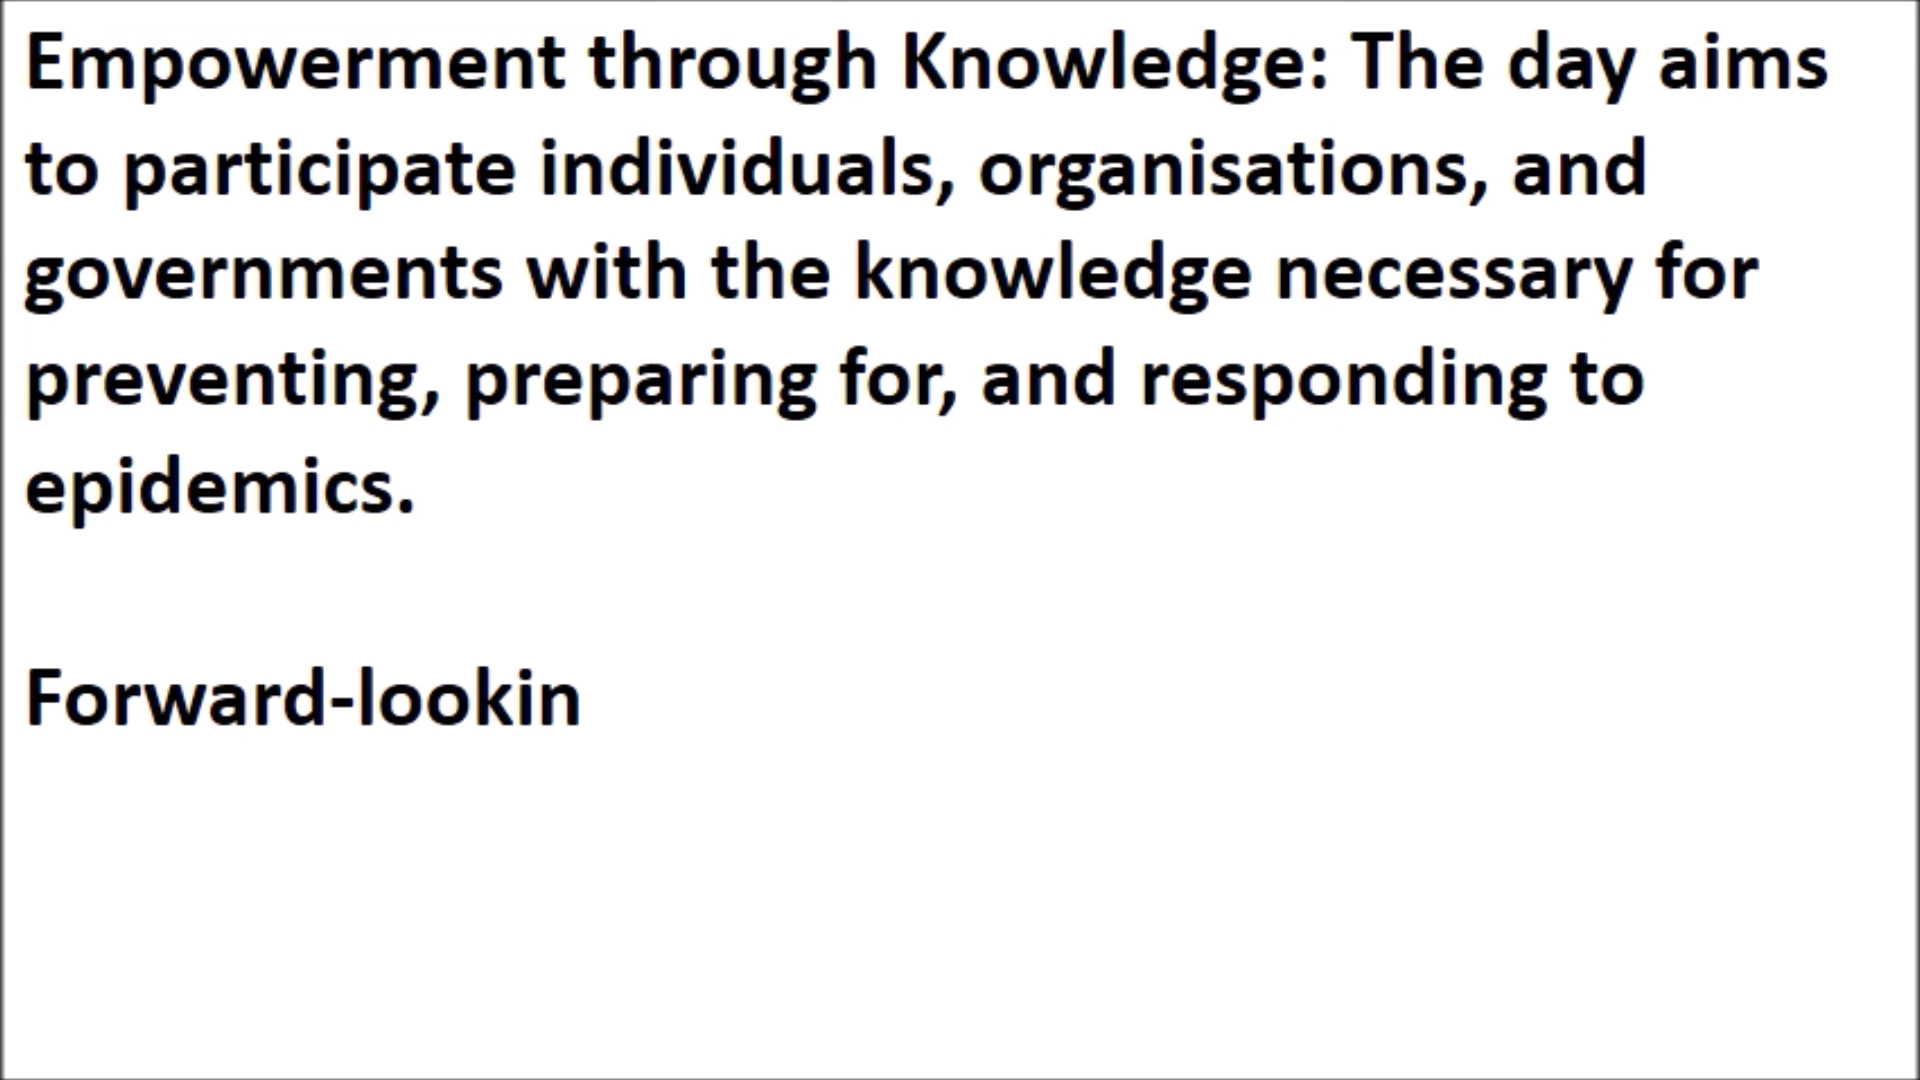 Empowerment through Knowledge: The day aims
to participate individuals, organisations, and
governments with the knowledge necessary for
preventing, preparing for, and responding to
epidemics.
Forward-lookin